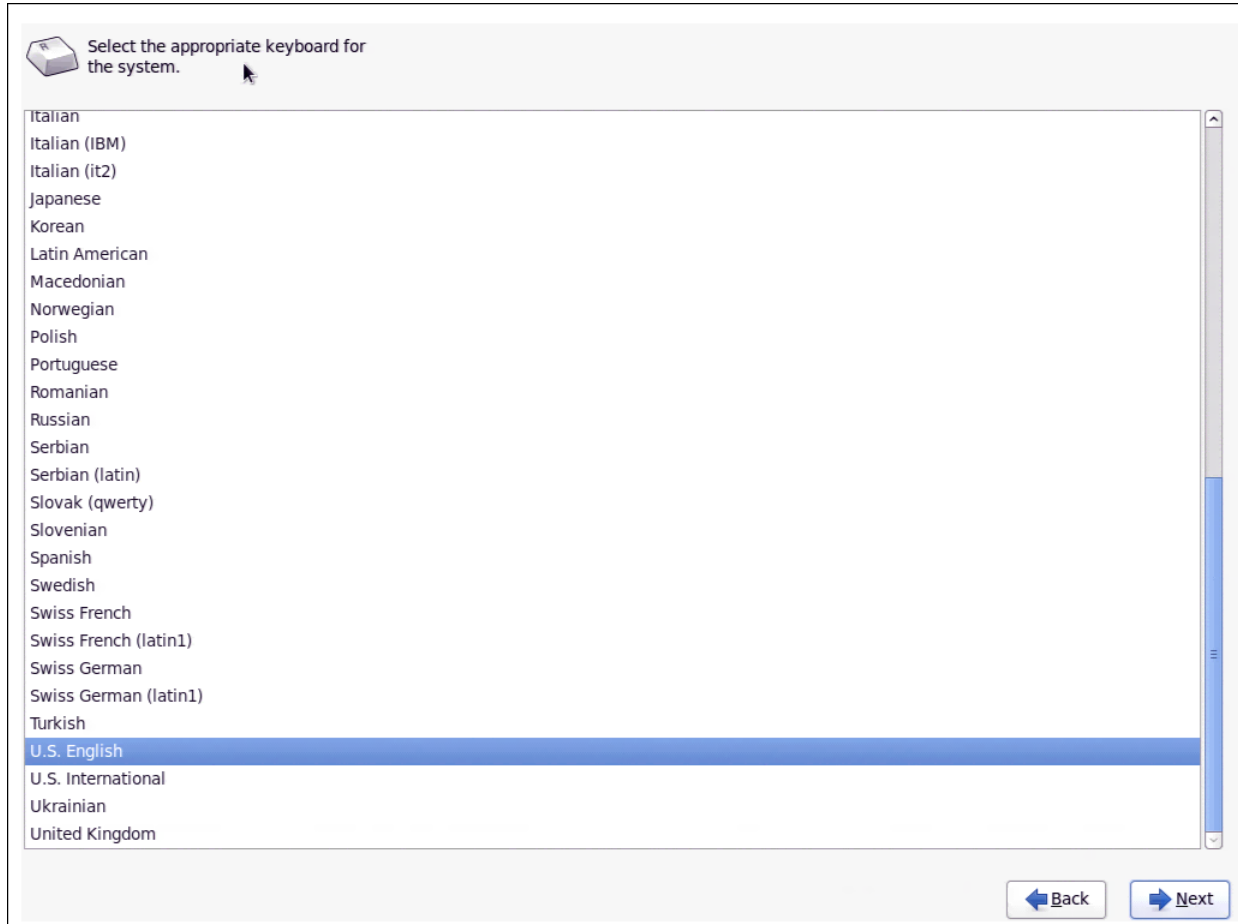 Select the appropriate keyboard for
the system.
Italian
Italian (IBM)
Italian (it2)
Japanese
Korean
Latin American
Macedonian
Norwegian
Polish
Portuguese
Romanian
Russian
Serbian
Serbian (latin)
Slovak (qwerty)
Slovenian
Spanish
Swedish
Swiss French
Swiss French (latin1)
Swiss German
Swiss German (latin1)
Turkish
U.S. English
U.S. International
Ukrainian
United Kingdom
Back Next